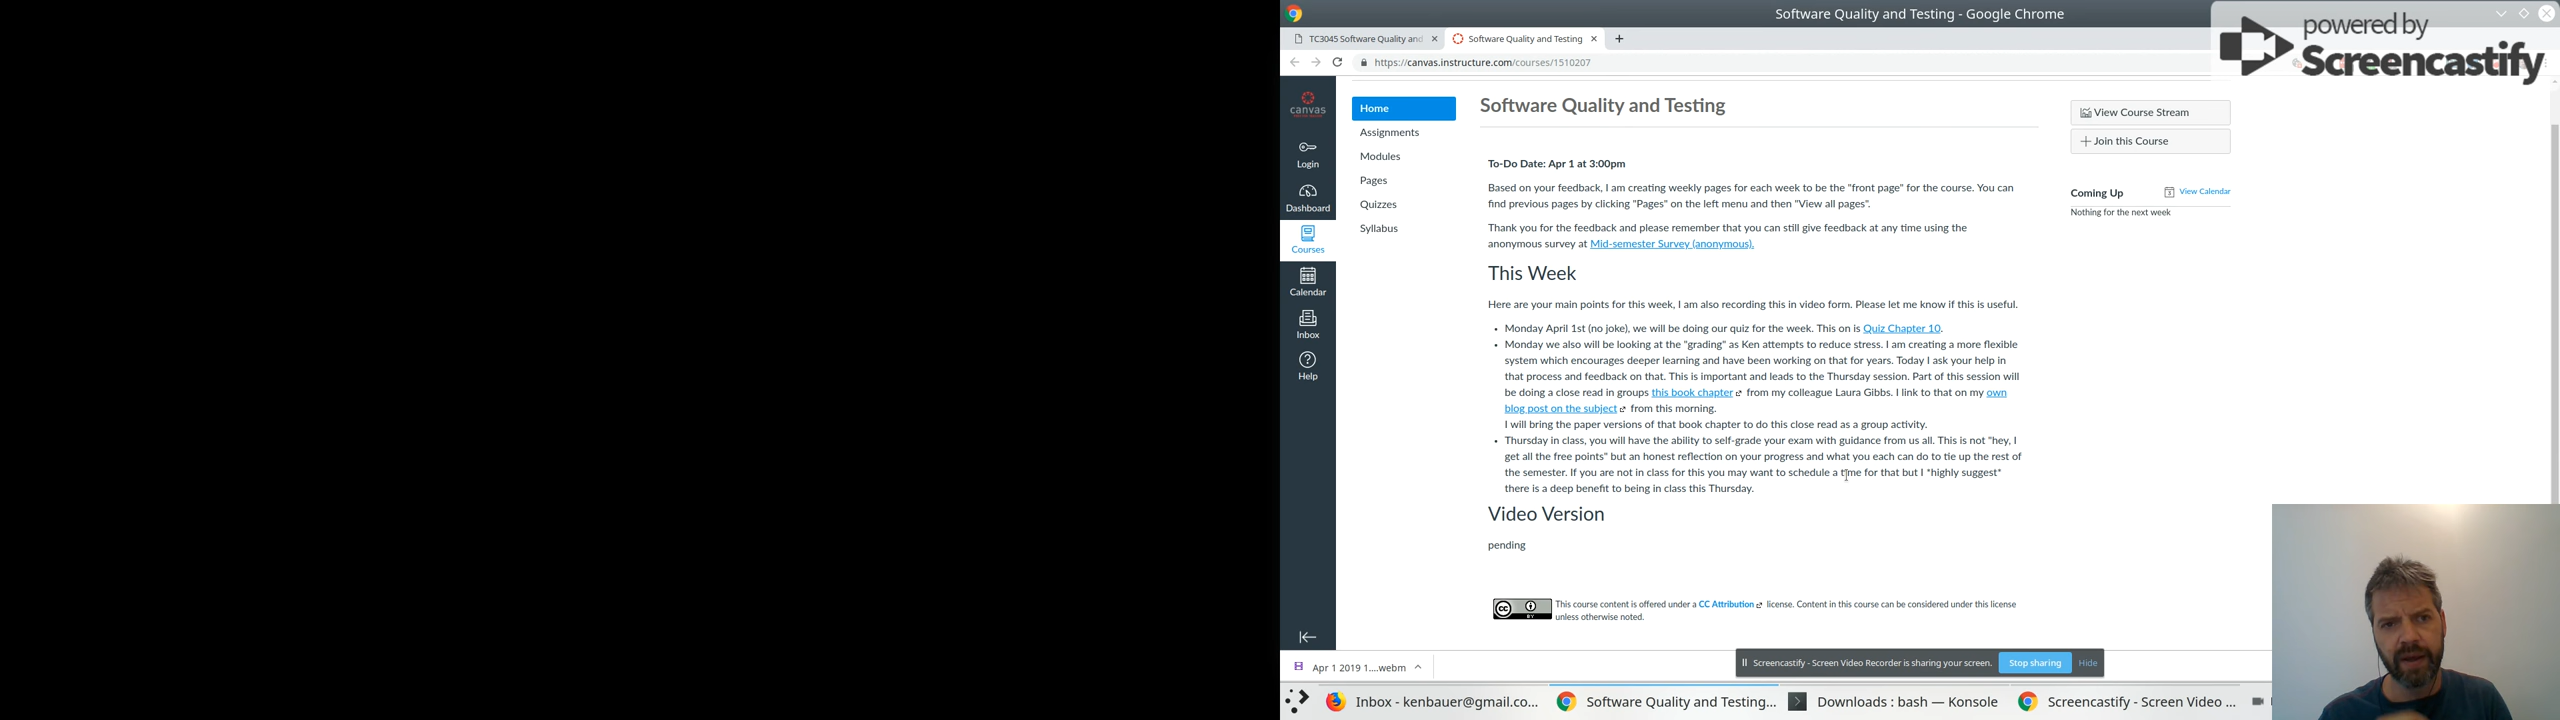 Software Quality and Testing - Google Chrome
powered by
Screencastify
TC3045 Software Quality and
Software Quality and Testing
https://canvas.instructure.com/courses/1510207
canvas
Login
Dashboard
Courses
Calendar
Inbox
Help
Home
Assignments
Modules
Pages
Quizzes
Syllabus
Software Quality and Testing
To-Do Date: Apr 1 at 3:00pm
Based on your feedback, I am creating weekly pages for each week to be the "front page" for the course. You can
find previous pages by clicking "Pages" on the left menu and then "View all pages".
Thank you for the feedback and please remember that you can still give feedback at any time using the
anonymous survey at Mid-semester Survey (anonymous).
This Week
Here are your main points for this week, I am also recording this in video form. Please let me know if this is useful.
• Monday April 1st (no joke), we will be doing our quiz for the week. This on is Quiz Chapter 10.
• Monday we also will be looking at the "grading" as Ken attempts to reduce stress. I am creating a more flexible
system which encourages deeper learning and have been working on that for years. Today I ask your help in
that process and feedback on that. This is important and leads to the Thursday session. Part of this session will
be doing a close read in groups this book chapter from my colleague Laura Gibbs. I link to that on my own
blog post on the subject from this morning.
I will bring the paper versions of that book chapter to do this close read as a group activity.
• Thursday in class, you will have the ability to self-grade your exam with guidance from us all. This is not "hey, I
get all the free points" but an honest reflection on your progress and what you each can do to tie up the rest of
the semester. If you are not in class for this you may want to schedule a time for that but I *highly suggest*
there is a deep benefit to being in class this Thursday.
Video Version
pending
This course content is offered under a CC Attribution license. Content in this course can be considered under this license
unless otherwise noted.
View Course Stream
Join this Course
Coming Up
View Calendar
Nothing for the next week
Apr 1 2019 1....webm
Screencastify - Screen Video Recorder is sharing your screen.
Stop sharing
Hide
Inbox - kenbauer@gmail.co...
Software Quality and Testing...
Downloads : bash — Konsole
Screencastify - Screen Video ...